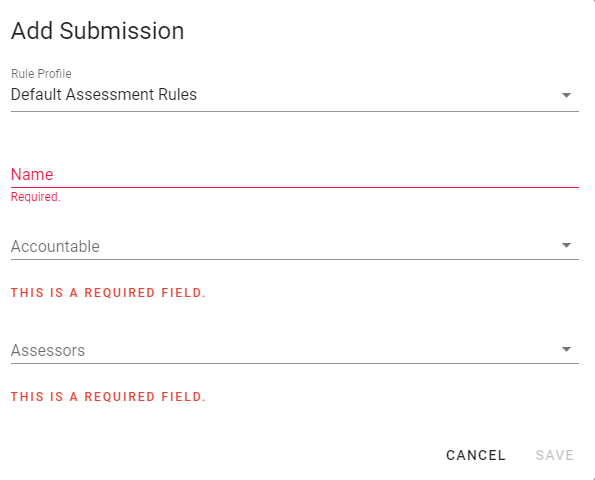 Add Submission
Rule Profile
Default Assessment Rules
Name
Required.
Accountable
THIS IS A REQUIRED FIELD.
Assessors
THIS IS A REQUIRED FIELD.
CANCEL SAVE